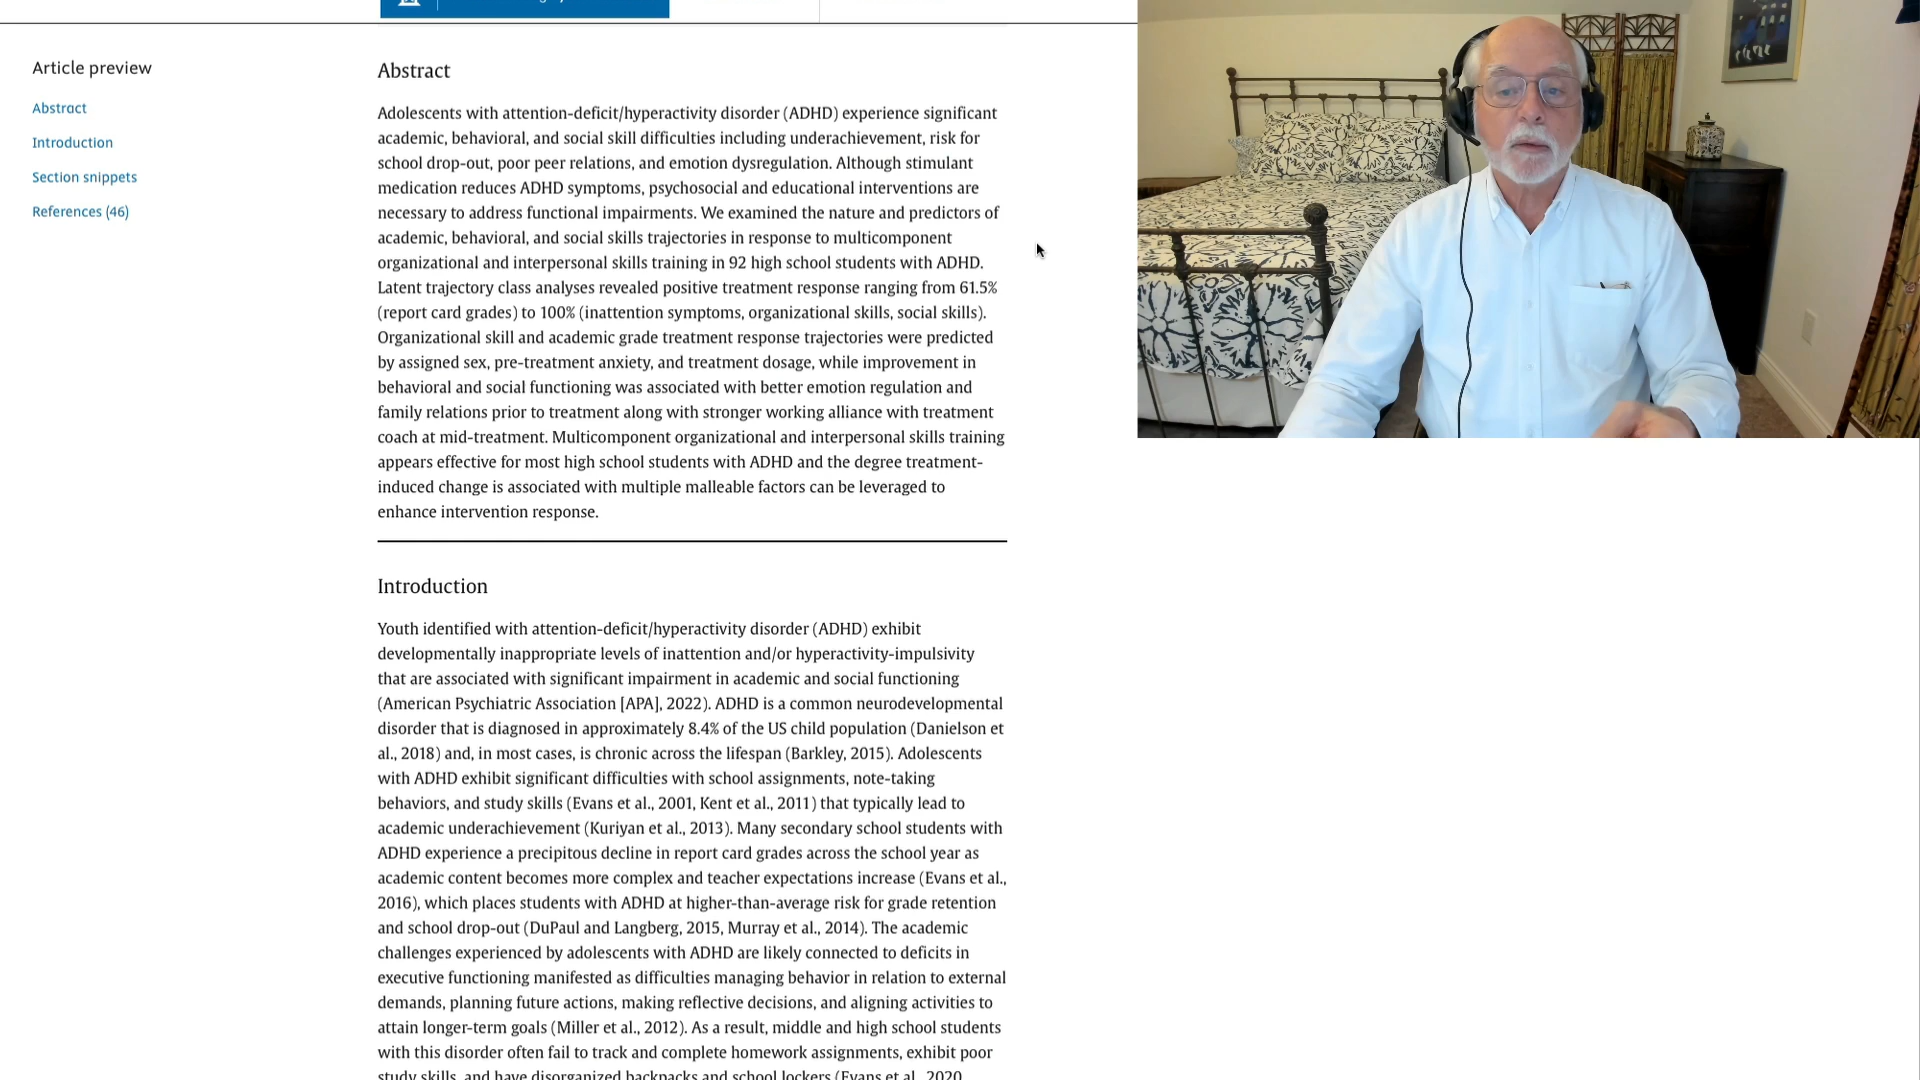 Article preview
Abstract
Introduction
Section snippets
References (46)
Abstract
Adolescents with attention-deficit/hyperactivity disorder (ADHD) experience significant
academic, behavioral, and social skill difficulties including underachievement, risk for
school drop-out, poor peer relations, and emotion dysregulation. Although stimulant
medication reduces ADHD symptoms, psychosocial and educational interventions are
necessary to address functional impairments. We examined the nature and predictors of
academic, behavioral, and social skills trajectories in response to multicomponent
organizational and interpersonal skills training in 92 high school students with ADHD.
Latent trajectory class analyses revealed positive treatment response ranging from 61.5%
(report card grades) to 100% (inattention symptoms, organizational skills, social skills).
Organizational skill and academic grade treatment response trajectories were predicted
by assigned sex, pre-treatment anxiety, and treatment dosage, while improvement in
behavioral and social functioning was associated with better emotion regulation and
family relations prior to treatment along with stronger working alliance with treatment
coach at mid-treatment. Multicomponent organizational and interpersonal skills training
appears effective for most high school students with ADHD and the degree treatment-
induced change is associated with multiple malleable factors can be leveraged to
enhance intervention response.
Introduction
Youth identified with attention-deficit/hyperactivity disorder (ADHD) exhibit
developmentally inappropriate levels of inattention and/or hyperactivity-impulsivity
that are associated with significant impairment in academic and social functioning
(American Psychiatric Association [APA], 2022). ADHD is a common neurodevelopmental
disorder that is diagnosed in approximately 8.4% of the US child population (Danielson et
al., 2018) and, in most cases, is chronic across the lifespan (Barkley, 2015). Adolescents
with ADHD exhibit significant difficulties with school assignments, note-taking
behaviors, and study skills (Evans et al., 2001, Kent et al., 2011) that typically lead to
academic underachievement (Kuriyan et al., 2013). Many secondary school students with
ADHD experience a precipitous decline in report card grades across the school year as
academic content becomes more complex and teacher expectations increase (Evans et al.,
2016), which places students with ADHD at higher-than-average risk for grade retention
and school drop-out (DuPaul and Langberg, 2015, Murray et al., 2014). The academic
challenges experienced by adolescents with ADHD are likely connected to deficits in
executive functioning manifested as difficulties managing behavior in relation to external
demands, planning future actions, making reflective decisions, and aligning activities to
attain longer-term goals (Miller et al., 2012). As a result, middle and high school students
with this disorder often fail to track and complete homework assignments, exhibit poor
study skills, and have disorganized backpacks and school lockers (Evans et al., 2020,